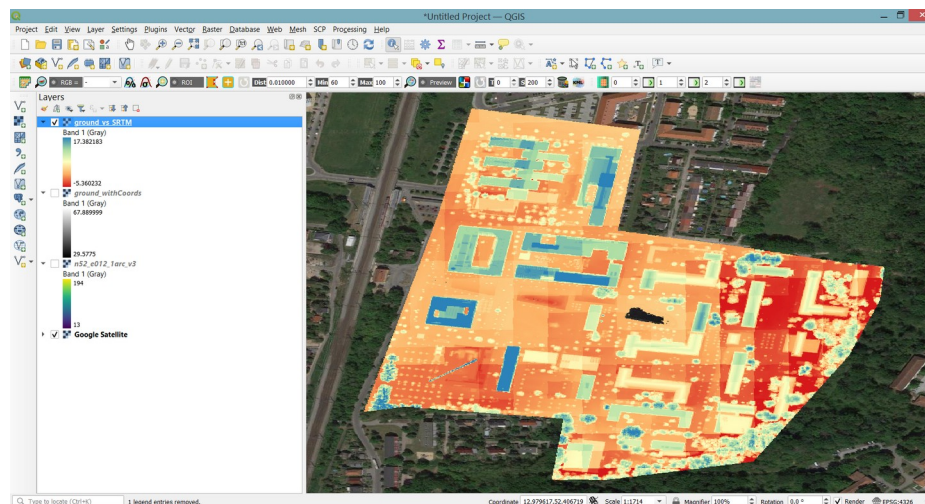 *Untitled Project — QGIS
Project Edit View Layer Settings Plugins Vector Raster Database Web Mesh SCP Processing Help
RGB = - ROI Dist 0.010000 Min 60 Max 100 Preview T 0 S 200 KML 0 1 2
Layers
ground_vs_SRTM
Band 1 (Gray)
17.382183
-5.360232
ground_withCoords
Band 1 (Gray)
67.889999
29.5775
n52_e012_1arc_v3
Band 1 (Gray)
194
13
Google Satellite
Type to locate (Ctrl+K) 1 legend entries removed. Coordinate 12.979617,52.406719 Scale 1:1714 Magnifier 100% Rotation 0.0 ° Render EPSG:4326